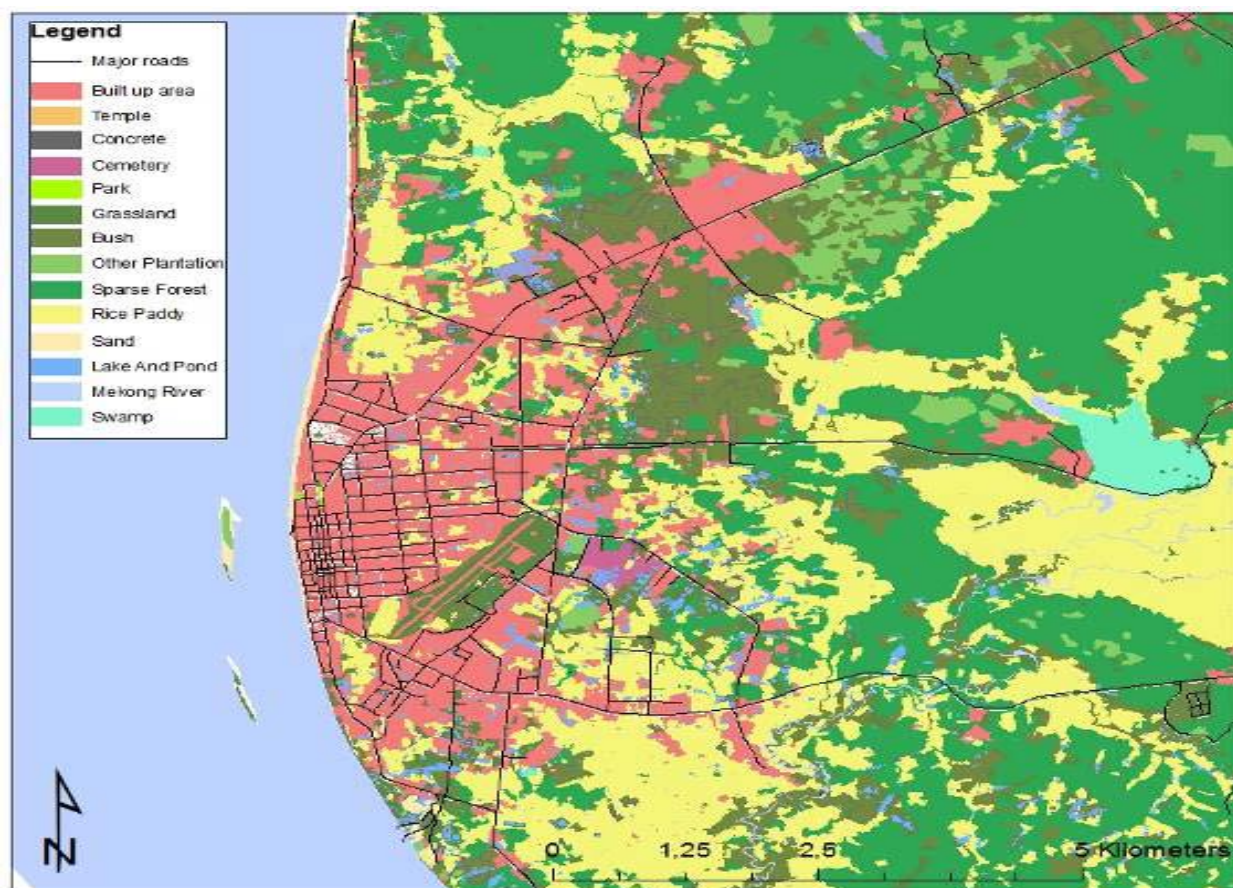 Legend
Major roads
Built up area
Temple
Concrete
Cemetery
Park
Grassland
Bush
Other Plantation
Sparse Forest
Rice Paddy
Sand
Lake And Pond
Mekong River
Swamp
N
0 1,25 2,5 5 Kilometers